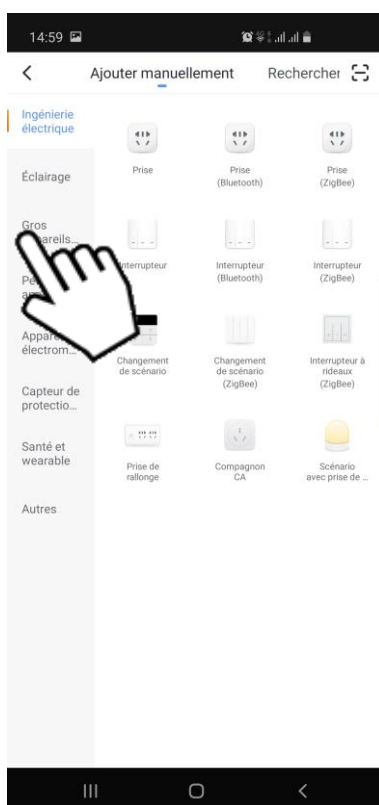 14:59
Ajouter manuellement
Rechercher
Ingénierie
électrique
Éclairage
Gros
Appareil
électrom...
Capteur de
protectio...
Santé et
wearable
Autres
Prise
Prise
(Bluetooth)
Prise
(ZigBee)
Interrupteur
Interrupteur
(Bluetooth)
Interrupteur
(ZigBee)
Changement
de scénario
Changement
de scénario
(ZigBee)
Interrupteur à
rideaux
(ZigBee)
Prise de
rallonge
Compagnon
CA
Scénario
avec prise de ...